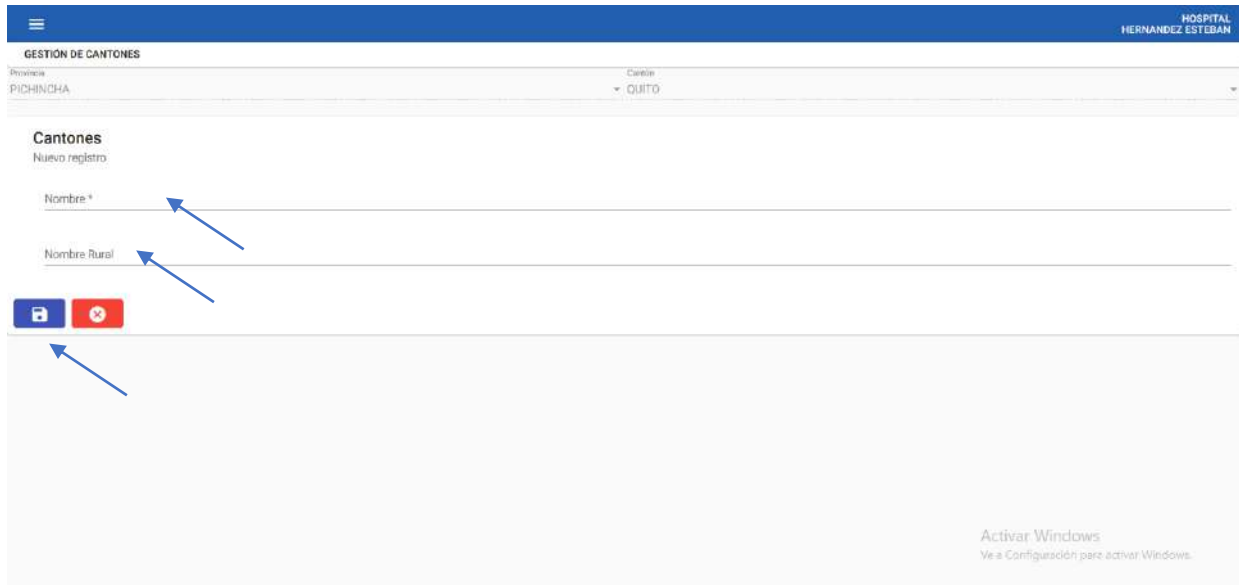 HOSPITAL
HERNANDEZ ESTEBAN
GESTIÓN DE CANTONES
Provincia
Cantón
PICHINCHA
QUITO
Cantones
Nuevo registro
Nombre *
Nombre Rural
Activar Windows
Ve a Configuración para activar Windows.